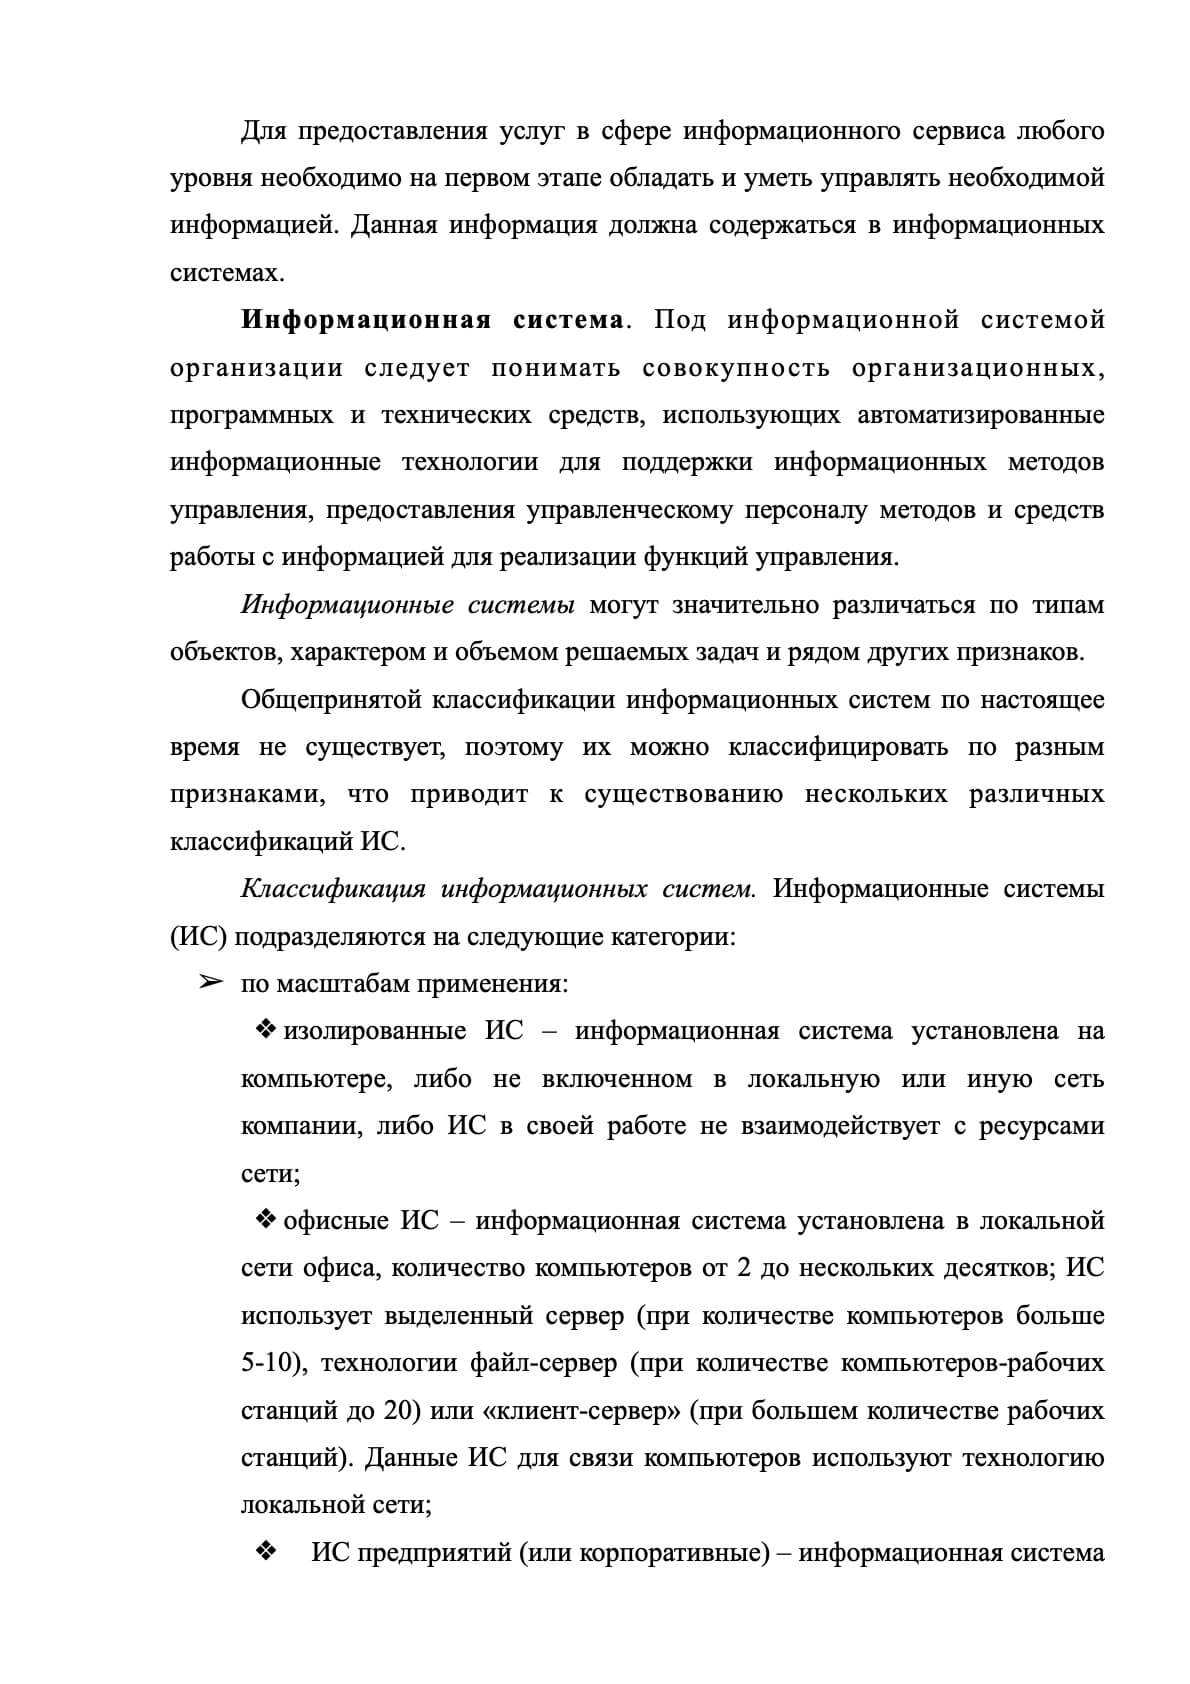 Для предоставления услуг в сфере информационного сервиса любого
уровня необходимо на первом этапе обладать и уметь управлять необходимой
информацией. Данная информация должна содержаться в информационных
системах.
Информационная система. Под информационной системой
организации следует понимать совокупность организационных,
программных и технических средств, использующих автоматизированные
информационные технологии для поддержки информационных методов
управления, предоставления управленческому персоналу методов и средств
работы с информацией для реализации функций управления.
Информационные системы могут значительно различаться по типам
объектов, характером и объемом решаемых задач и рядом других признаков.
Общепринятой классификации информационных систем по настоящее
время не существует, поэтому их можно классифицировать по разным
признаками, что приводит к существованию нескольких различных
классификаций ИС.
Классификация информационных систем. Информационные системы
(ИС) подразделяются на следующие категории:
➢ по масштабам применения:
❖ изолированные ИС – информационная система установлена на
компьютере, либо не включенном в локальную или иную сеть
компании, либо ИС в своей работе не взаимодействует с ресурсами
сети;
❖ офисные ИС – информационная система установлена в локальной
сети офиса, количество компьютеров от 2 до нескольких десятков; ИС
использует выделенный сервер (при количестве компьютеров больше
5-10), технологии файл-сервер (при количестве компьютеров-рабочих
станций до 20) или «клиент-сервер» (при большем количестве рабочих
станций). Данные ИС для связи компьютеров используют технологию
локальной сети;
❖ ИС предприятий (или корпоративные) – информационная система